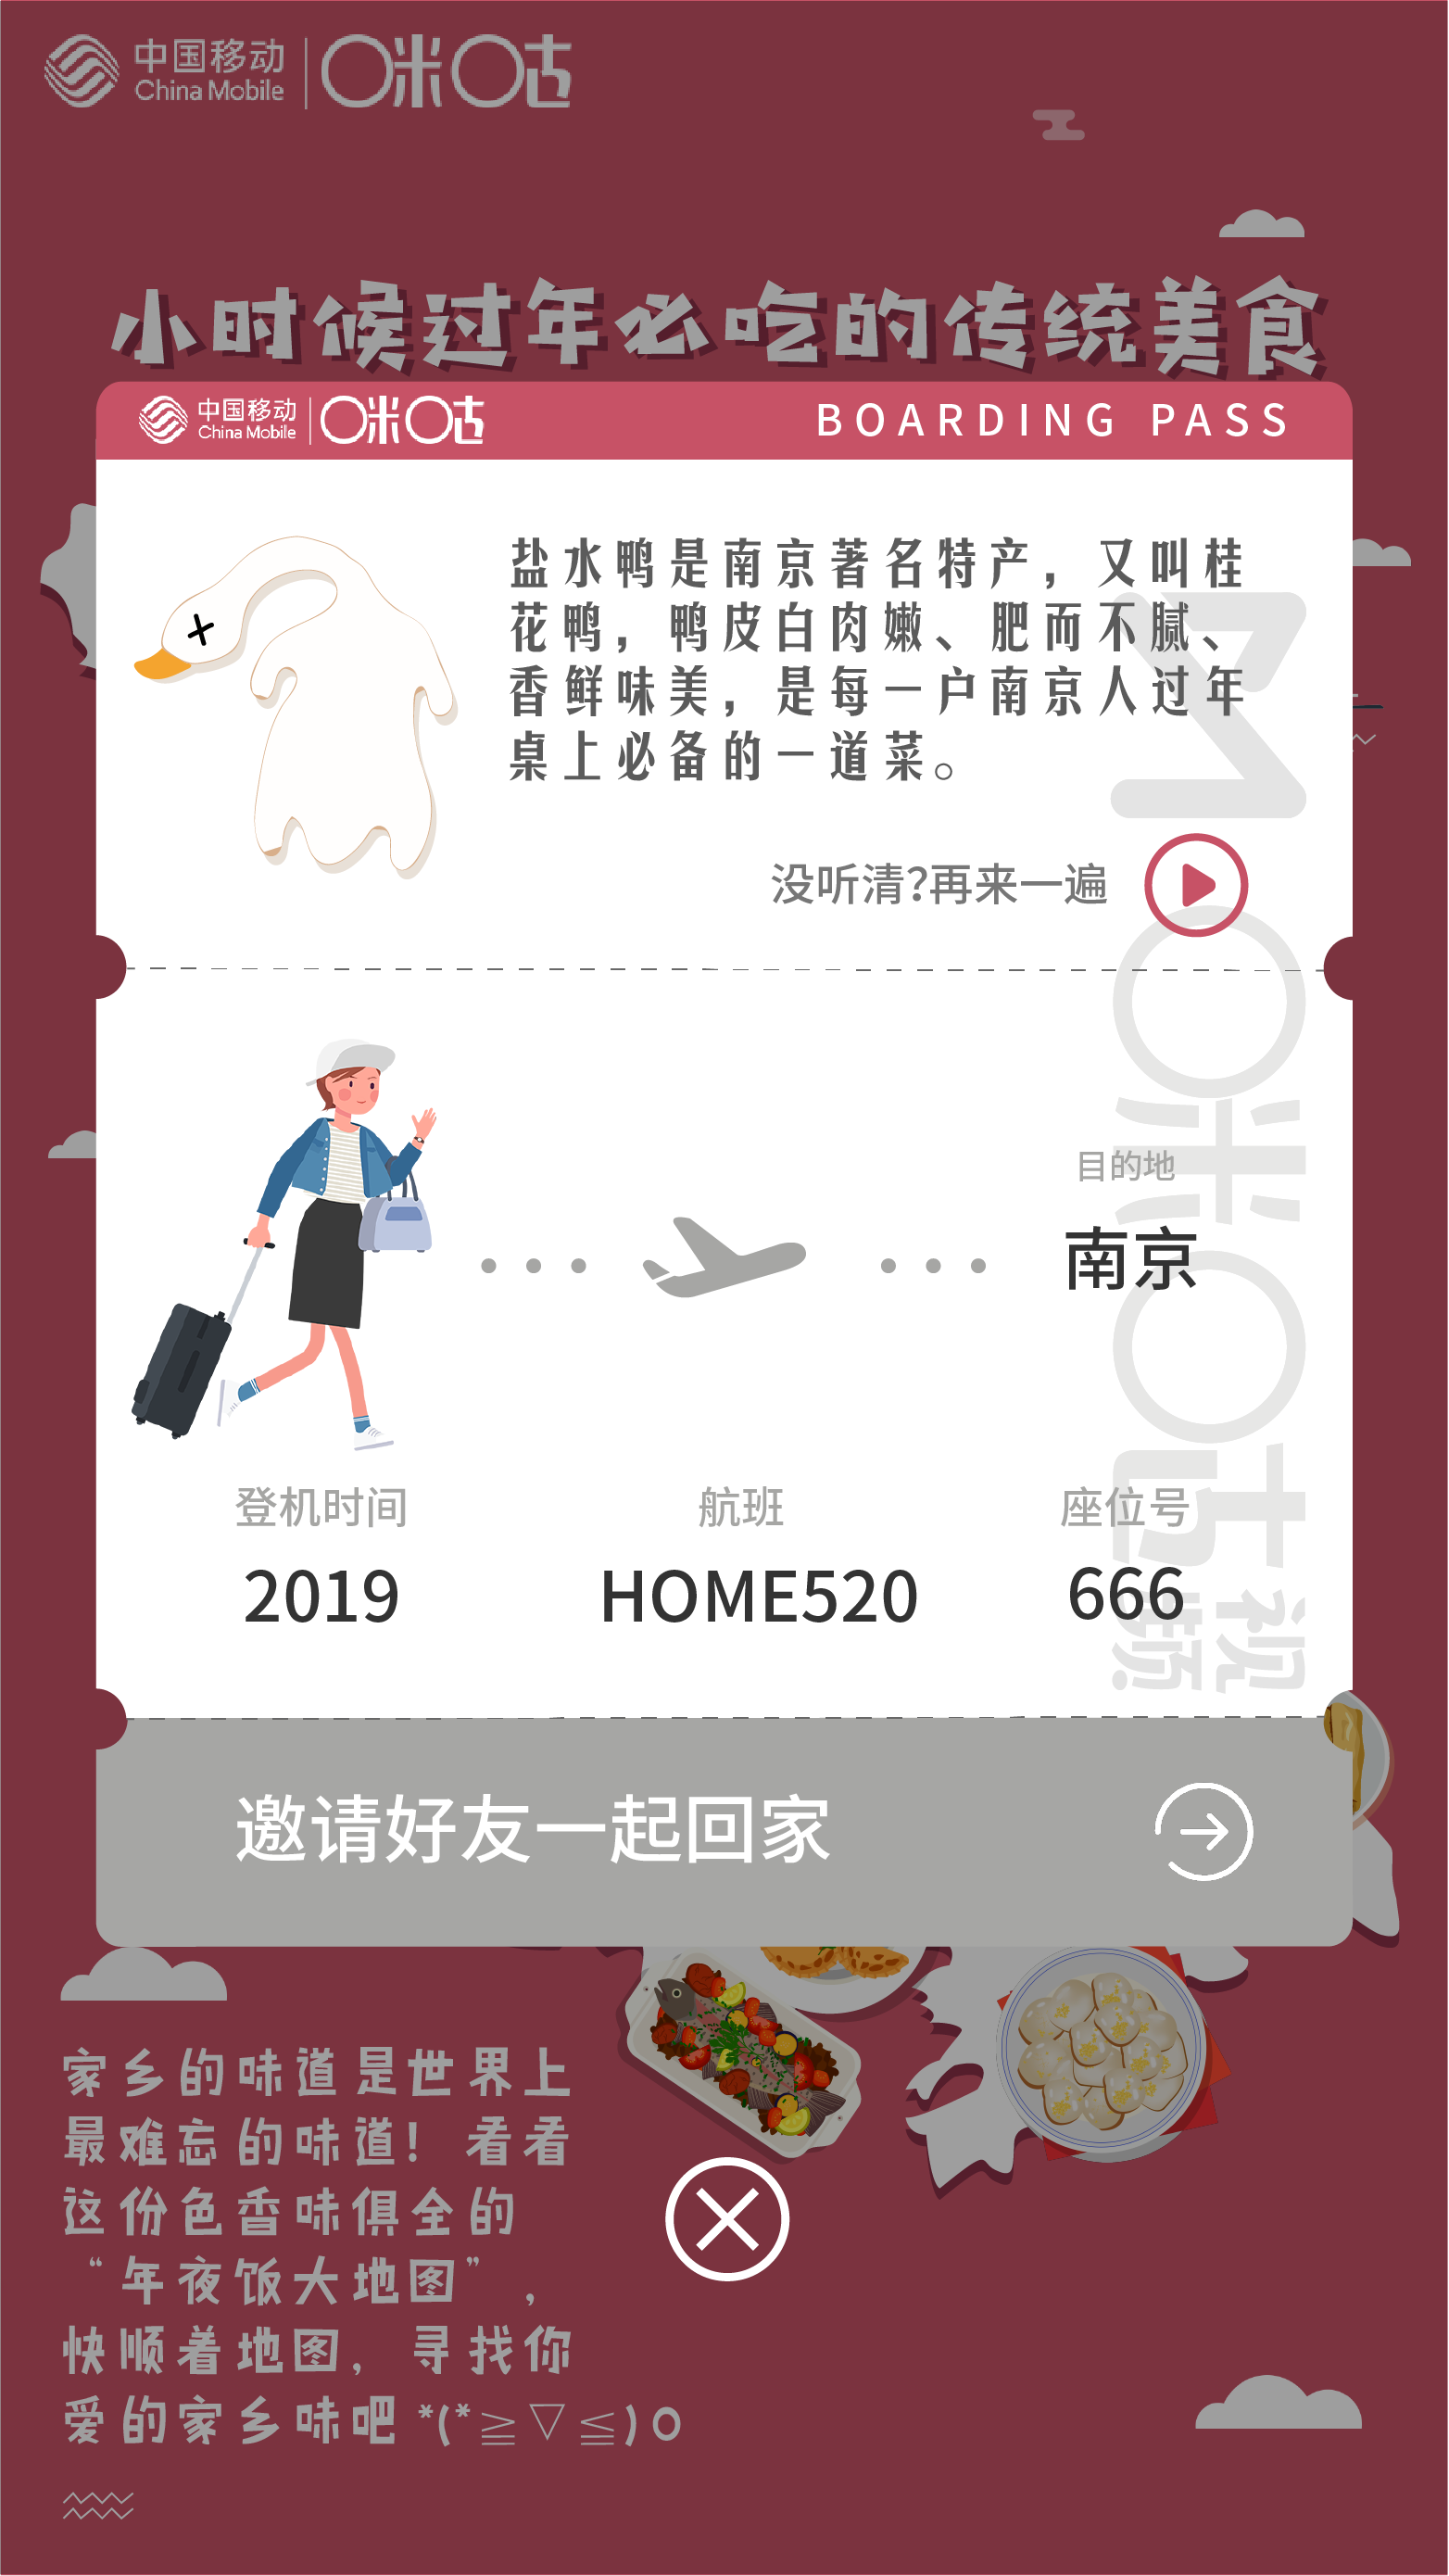 中国移动
China Mobile
咪咕
小时候过年必吃的传统美食
中国移动
China Mobile
咪咕
BOARDING PASS
盐水鸭是南京著名特产，又叫桂
花鸭，鸭皮白肉嫩、肥而不腻、
香鲜味美，是每一户南京人过年
桌上必备的一道菜。
没听清?再来一遍
目的地
南京
登机时间
航班
座位号
2019
HOME520
666
咪咕
视频
邀请好友一起回家
家乡的味道是世界上
最难忘的味道！看看
这份色香味俱全的
“年夜饭大地图”，
快顺着地图，寻找你
爱的家乡味吧 *(*≧▽≦)o